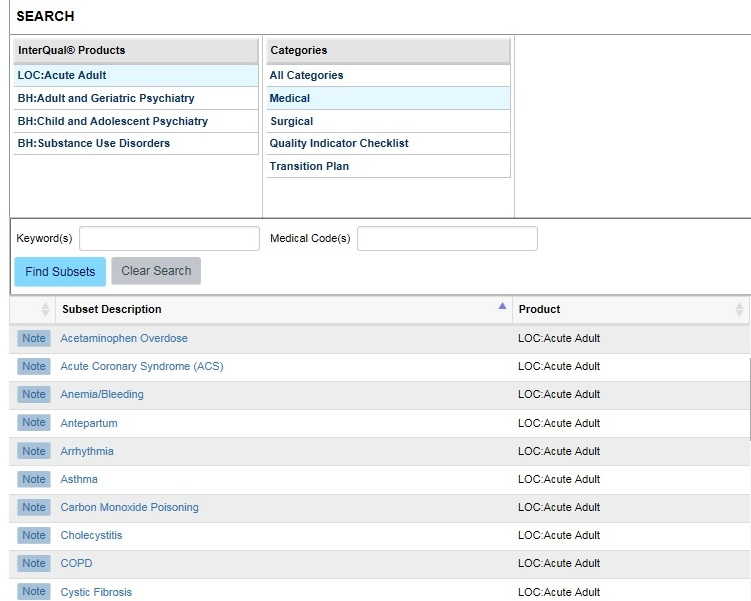 SEARCH
InterQual® Products
Categories
LOC:Acute Adult
All Categories
BH:Adult and Geriatric Psychiatry
Medical
BH:Child and Adolescent Psychiatry
Surgical
BH:Substance Use Disorders
Quality Indicator Checklist
Transition Plan
Keyword(s)
Medical Code(s)
Find Subsets
Clear Search
Subset Description
Product
Note Acetaminophen Overdose LOC:Acute Adult
Note Acute Coronary Syndrome (ACS) LOC:Acute Adult
Note Anemia/Bleeding LOC:Acute Adult
Note Antepartum LOC:Acute Adult
Note Arrhythmia LOC:Acute Adult
Note Asthma LOC:Acute Adult
Note Carbon Monoxide Poisoning LOC:Acute Adult
Note Cholecystitis LOC:Acute Adult
Note COPD LOC:Acute Adult
Note Cystic Fibrosis LOC:Acute Adult